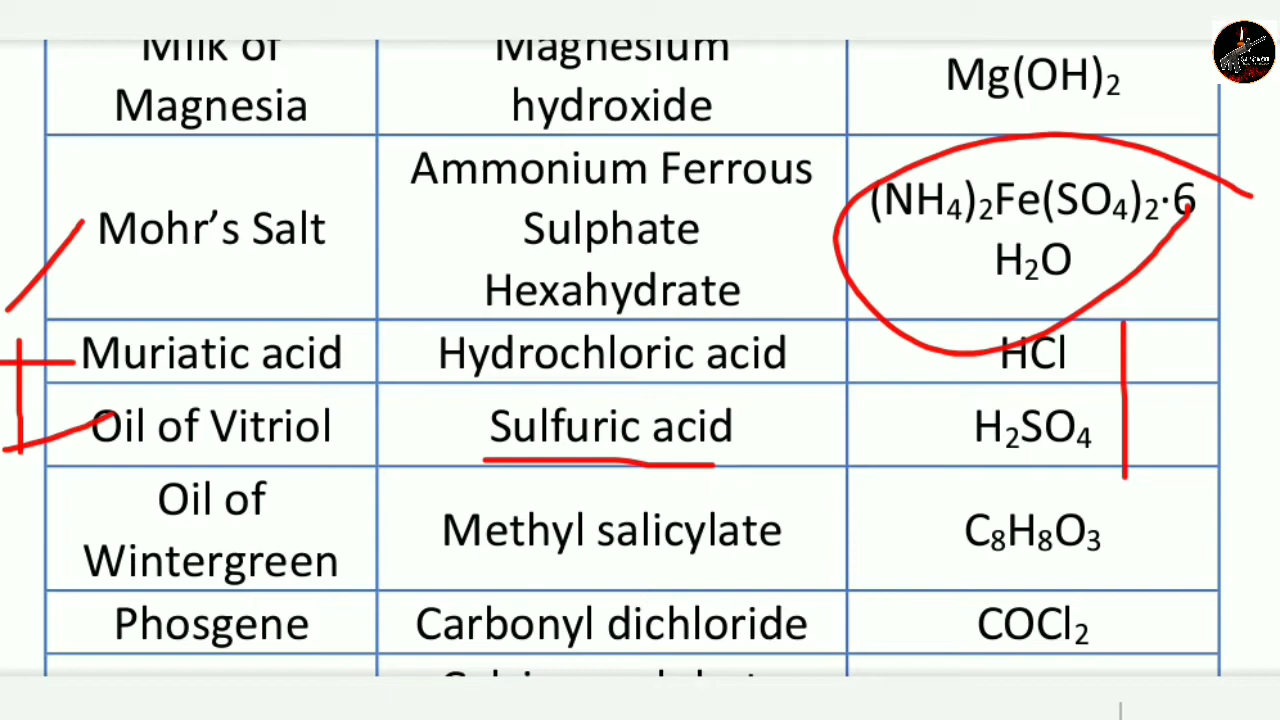 Milk of
Magnesia
Magnesium
hydroxide
Mg(OH)₂
Mohr’s Salt
Ammonium Ferrous
Sulphate
Hexahydrate
(NH₄)₂Fe(SO₄)₂·6
H₂O
Muriatic acid
Hydrochloric acid
HCl
Oil of Vitriol
Sulfuric acid
H₂SO₄
Oil of
Wintergreen
Methyl salicylate
C₈H₈O₃
Phosgene
Carbonyl dichloride
COCl₂